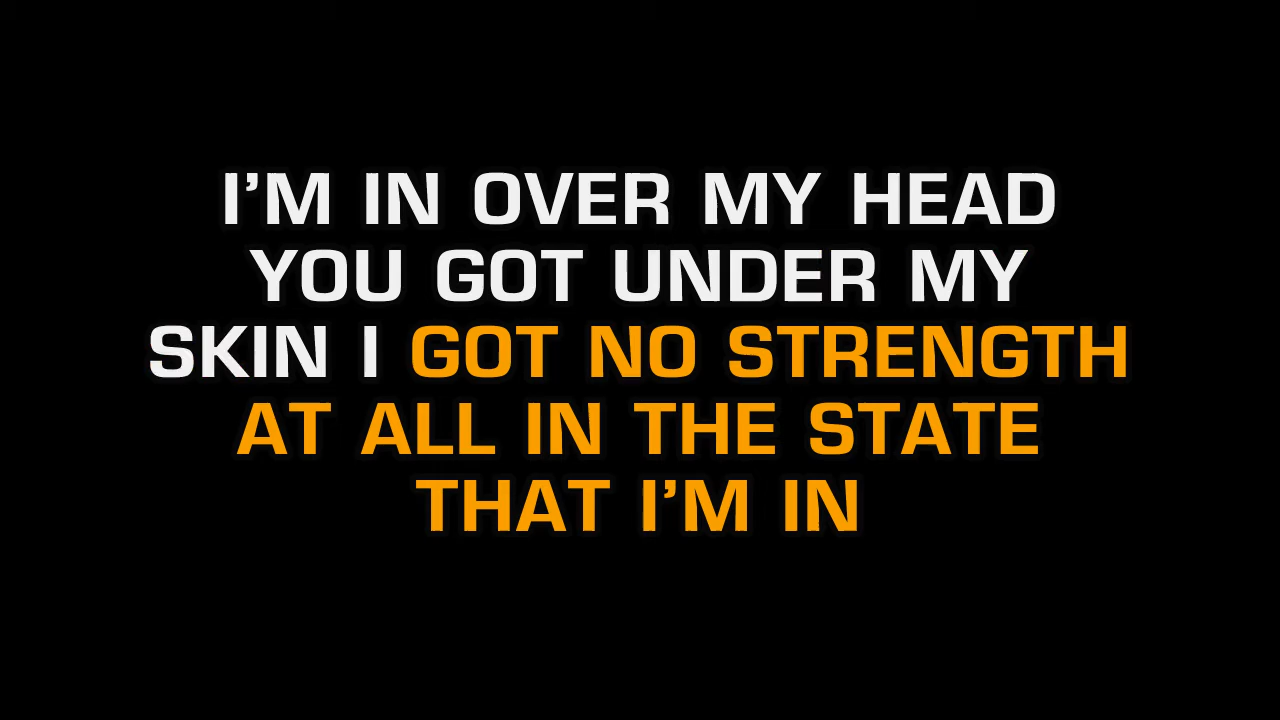 I’M IN OVER MY HEAD
YOU GOT UNDER MY
SKIN I GOT NO STRENGTH
AT ALL IN THE STATE
THAT I’M IN